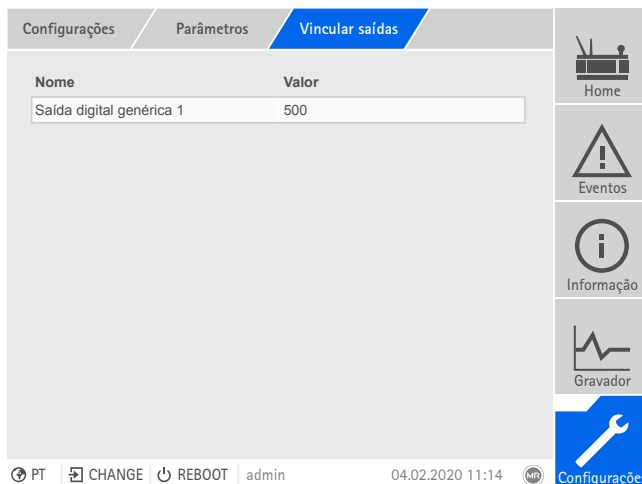 Configurações Parâmetros Vincular saídas
Nome Valor
Saída digital genérica 1 500
Home
Eventos
Informação
Gravador
Configuraçõe
PT CHANGE REBOOT admin 04.02.2020 11:14 MR